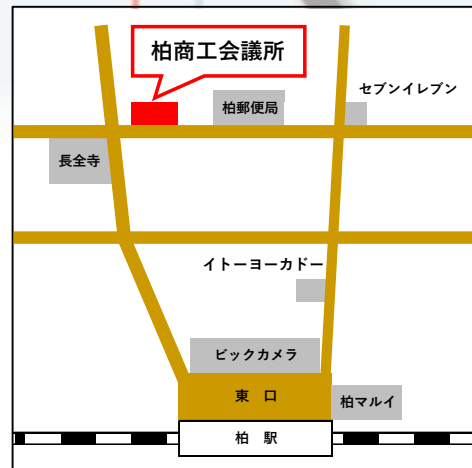 柏商工会議所
セブンイレブン
柏郵便局
長全寺
イトーヨーカドー
ビックカメラ
東 口
柏マルイ
柏 駅